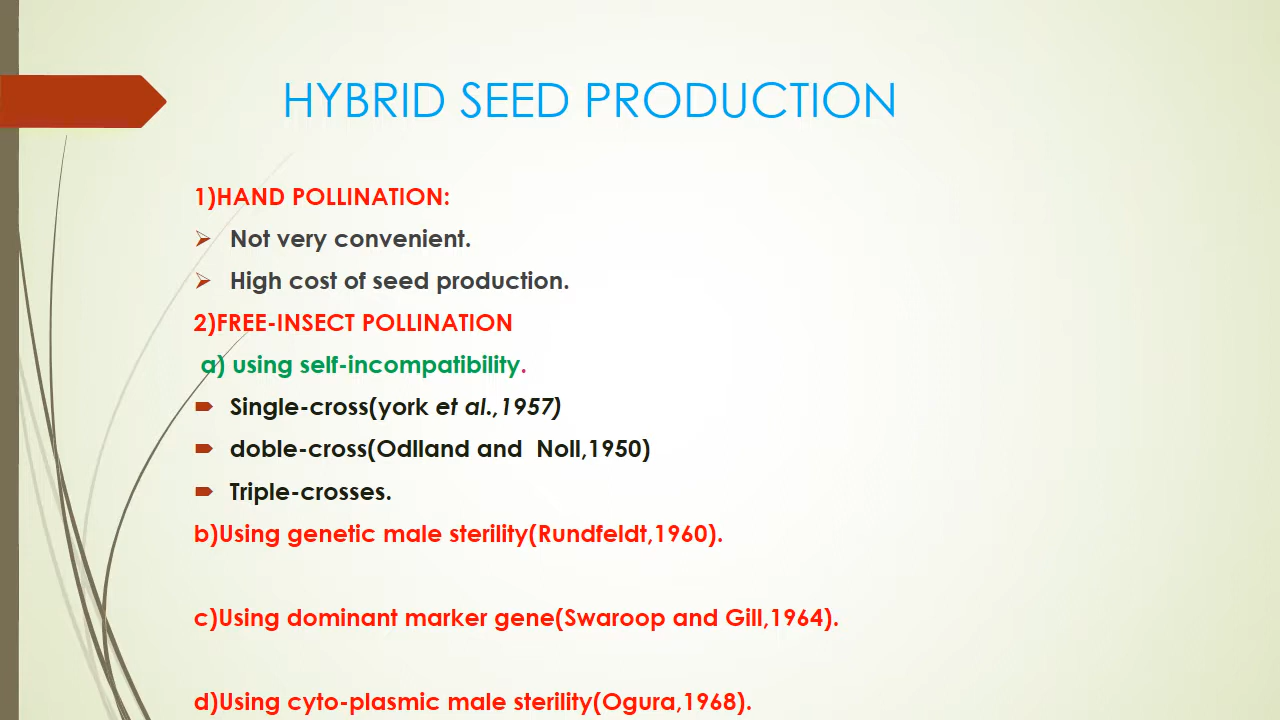 HYBRID SEED PRODUCTION
1)HAND POLLINATION:
Not very convenient.
High cost of seed production.
2)FREE-INSECT POLLINATION
a) using self-incompatibility.
Single-cross(york et al.,1957)
doble-cross(Odlland and Noll,1950)
Triple-crosses.
b)Using genetic male sterility(Rundfeldt,1960).
c)Using dominant marker gene(Swaroop and Gill,1964).
d)Using cyto-plasmic male sterility(Ogura,1968).